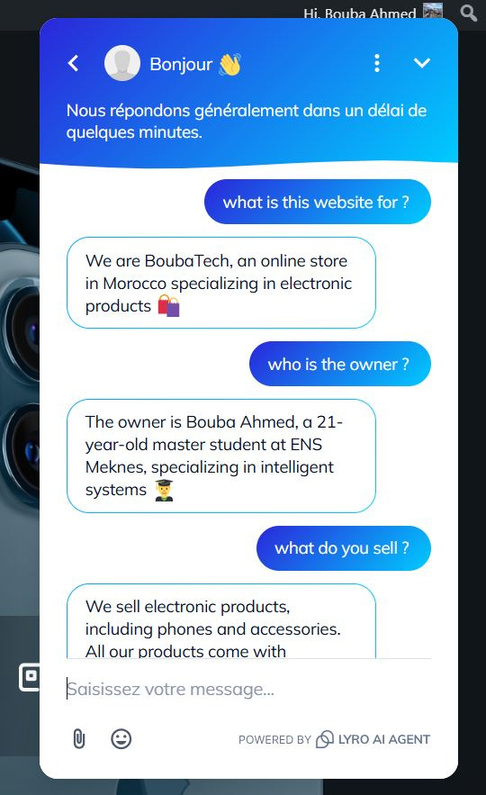 Hi, Bouba Ahmed
Bonjour 👋
Nous répondons généralement dans un délai de
quelques minutes.
what is this website for ?
We are BoubaTech, an online store
in Morocco specializing in electronic
products 🛍️
who is the owner ?
The owner is Bouba Ahmed, a 21-
year-old master student at ENS
Meknes, specializing in intelligent
systems 👨‍🎓
what do you sell ?
We sell electronic products,
including phones and accessories.
All our products come with
Saisissez votre message...
POWERED BY LYRO AI AGENT